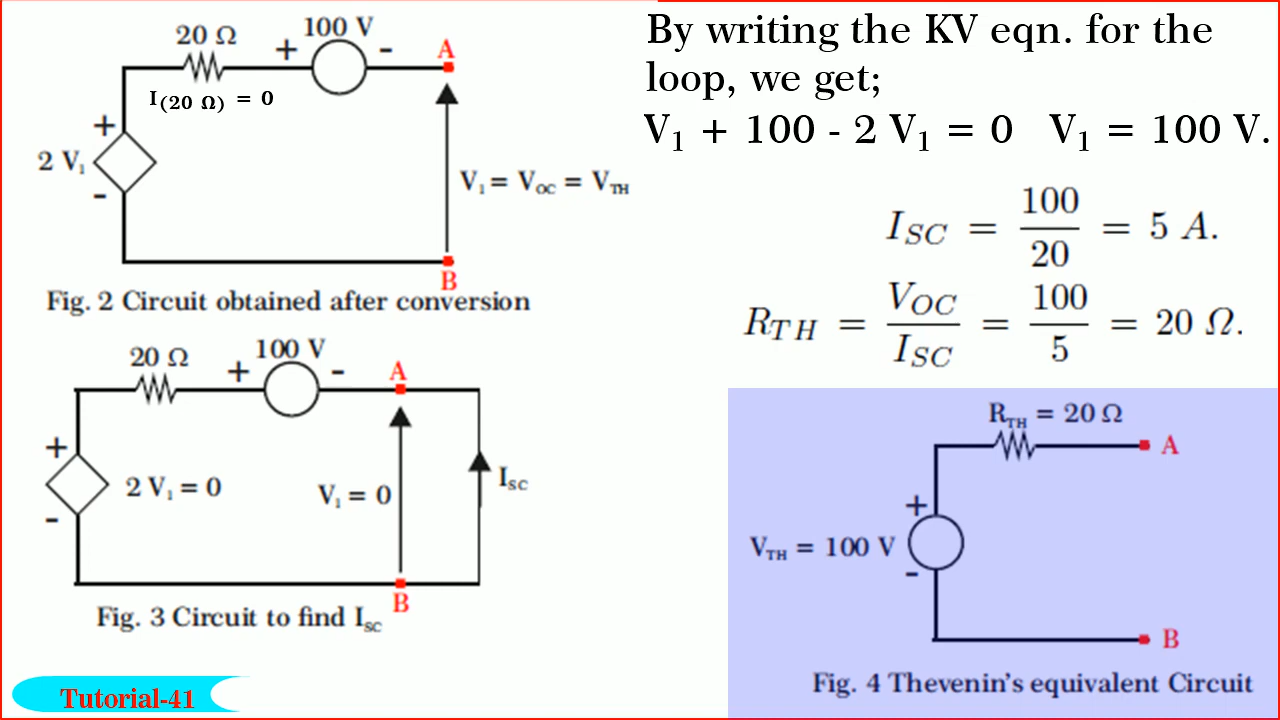 20 Ω
100 V
+ -
A
I(20 Ω) = 0
+
2 V₁
-
V₁ = VOC = VTH
B
Fig. 2 Circuit obtained after conversion
20 Ω
100 V
+ -
A
+
2 V₁ = 0
V₁ = 0
ISC
-
B
Fig. 3 Circuit to find ISC
Tutorial-41
By writing the KV eqn. for the
loop, we get;
V₁ + 100 - 2 V₁ = 0 V₁ = 100 V.
ISC = 100/20 = 5 A.
RTH = VOC/ISC = 100/5 = 20 Ω.
RTH = 20 Ω
A
+
VTH = 100 V
-
B
Fig. 4 Thevenin's equivalent Circuit